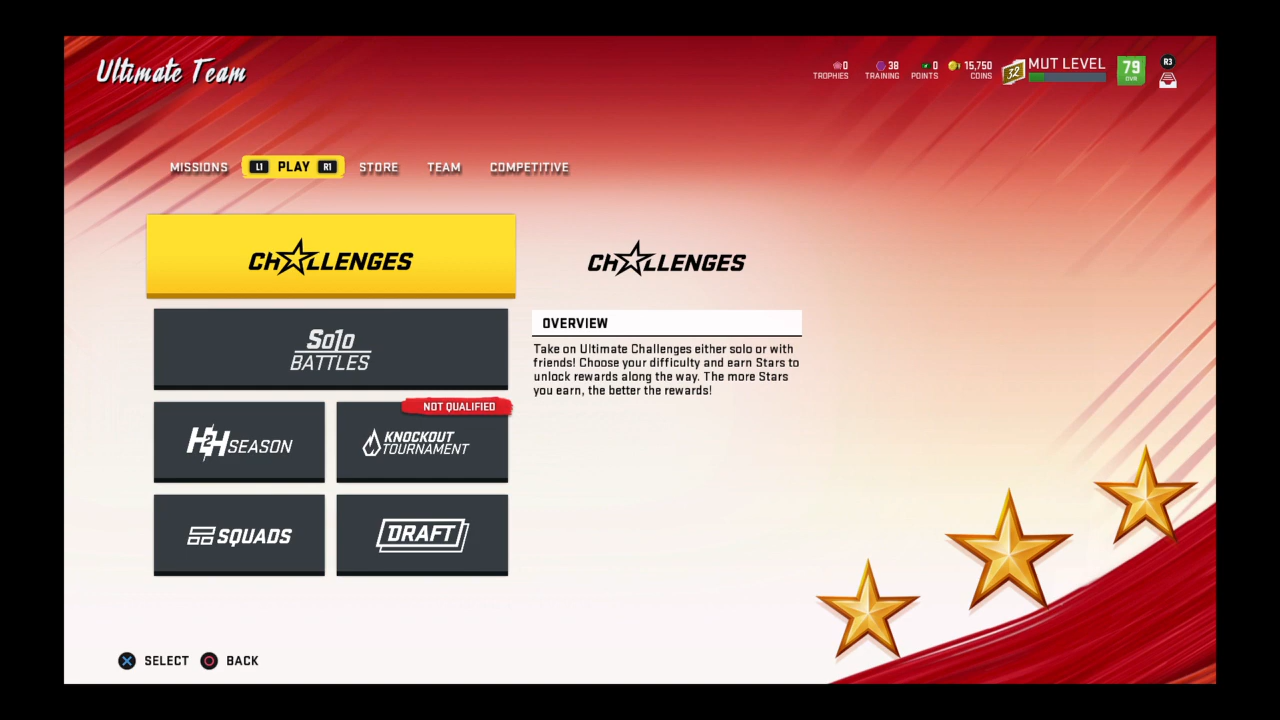 Ultimate Team
0 TROPHIES
38 TRAINING
0 POINTS
15,750 COINS
32
MUT LEVEL
79 OVR
R3
MISSIONS
L1 PLAY R1
STORE
TEAM
COMPETITIVE
CHALLENGES
Solo
BATTLES
H2H SEASON
NOT QUALIFIED
KNOCKOUT
TOURNAMENT
SQUADS
DRAFT
CHALLENGES
OVERVIEW
Take on Ultimate Challenges either solo or with
friends! Choose your difficulty and earn Stars to
unlock rewards along the way. The more Stars
you earn, the better the rewards!
SELECT
BACK